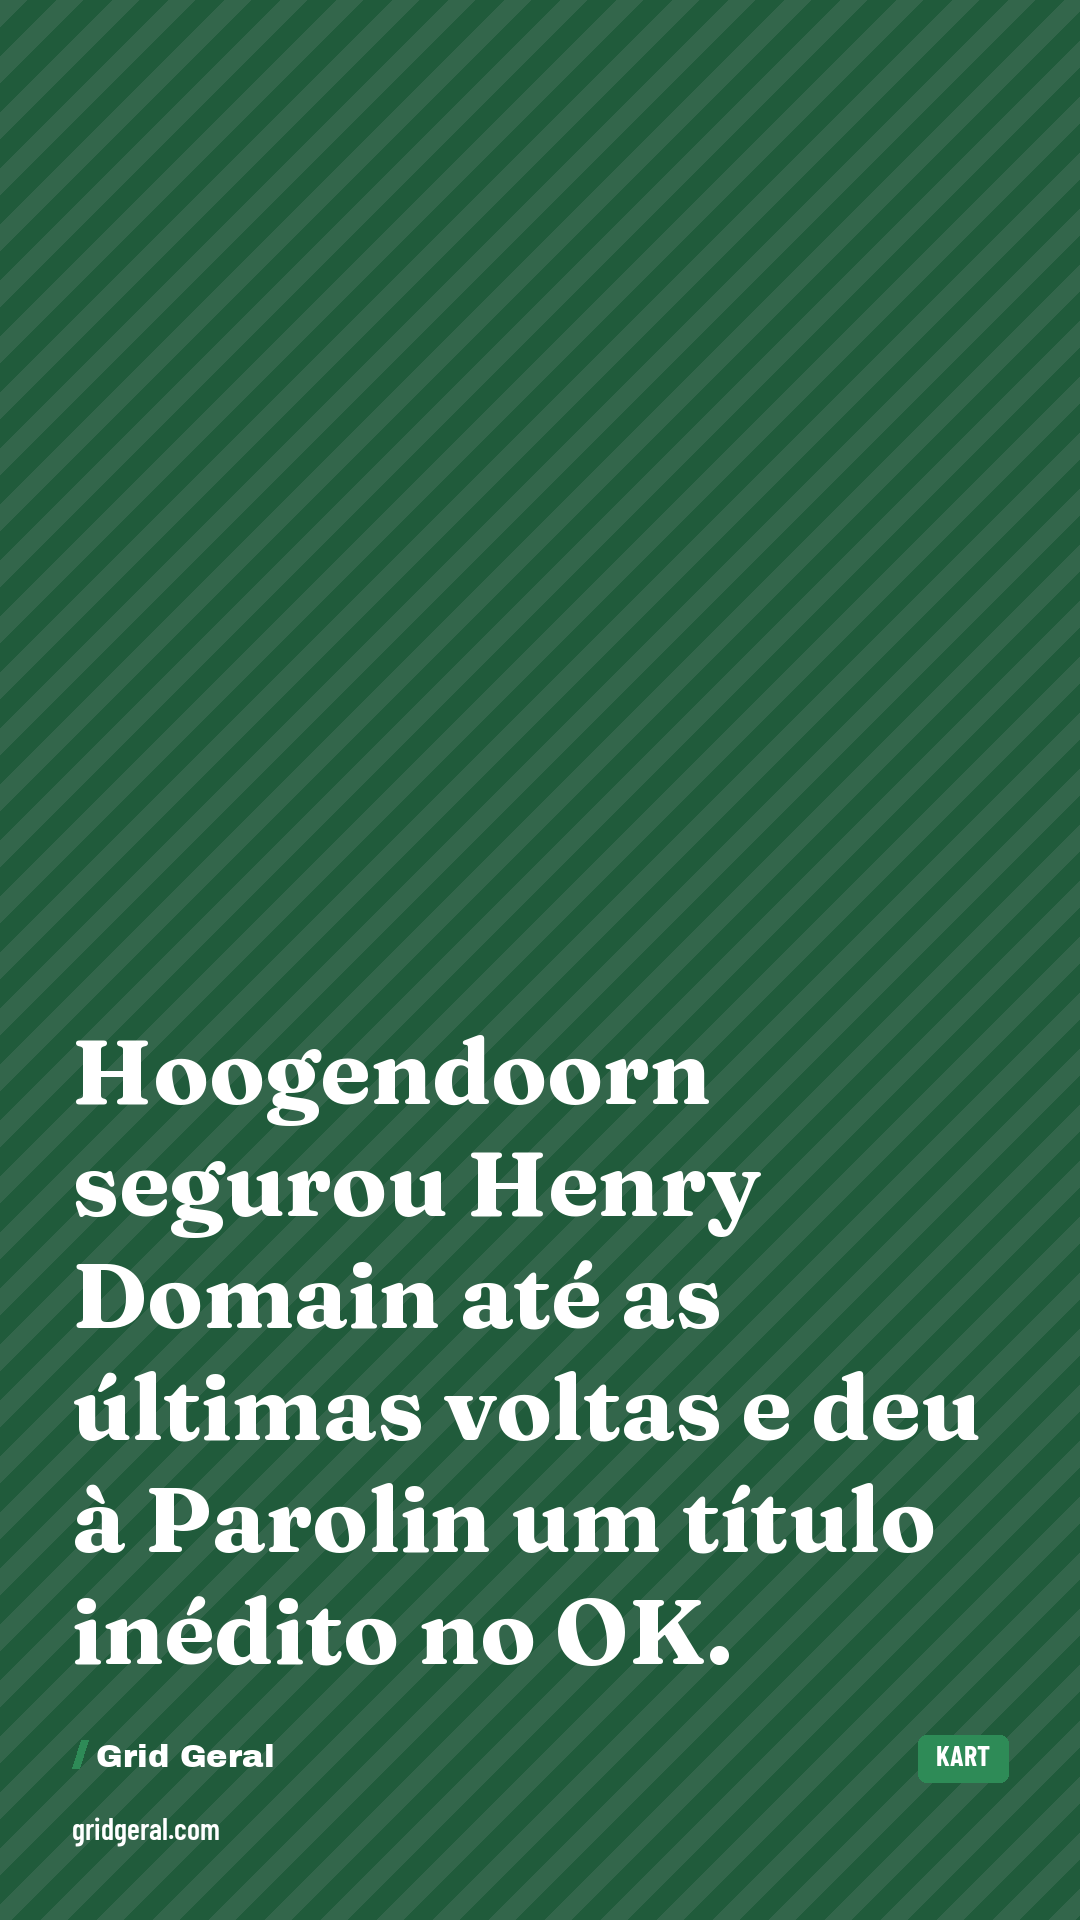 Hoogendoorn
segurou Henry
Domain até as
últimas voltas e deu
à Parolin um título
inédito no OK.
/ Grid Geral
KART
gridgeral.com